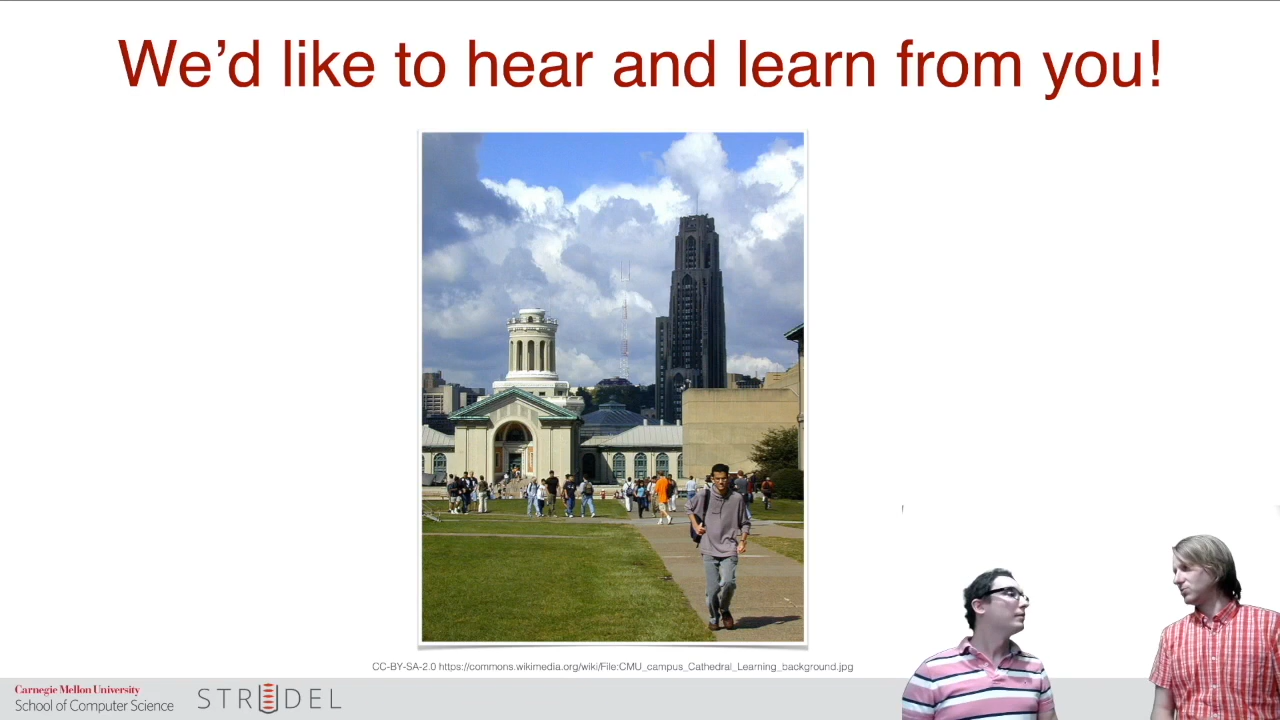 We'd like to hear and learn from you!
CC-BY-SA-2.0 https://commons.wikimedia.org/wiki/File:CMU_campus_Cathedral_Learning_background.jpg
Carnegie Mellon University
School of Computer Science
STRUDEL